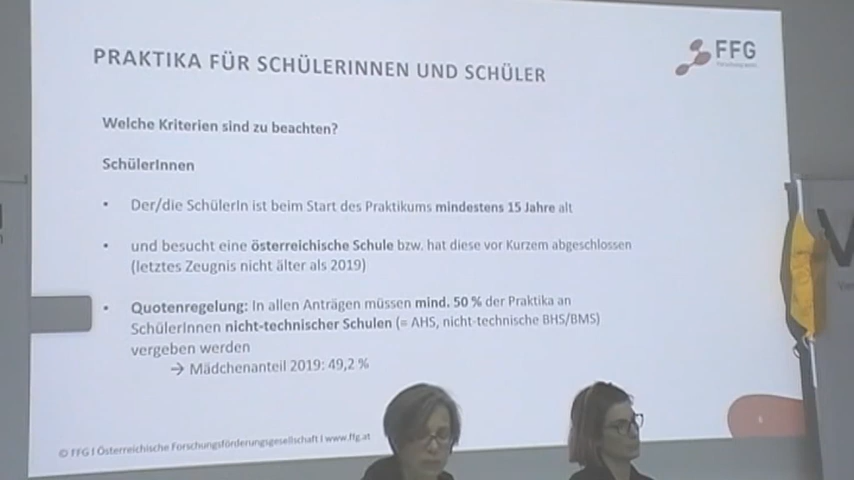 PRAKTIKA FÜR SCHÜLERINNEN UND SCHÜLER
FFG
Welche Kriterien sind zu beachten?
SchülerInnen
• Der/die SchülerIn ist beim Start des Praktikums mindestens 15 Jahre alt
• und besucht eine österreichische Schule bzw. hat diese vor Kurzem abgeschlossen
(letztes Zeugnis nicht älter als 2019)
• Quotenregelung: In allen Anträgen müssen mind. 50 % der Praktika an
SchülerInnen nicht-technischer Schulen (= AHS, nicht-technische BHS/BMS)
vergeben werden
→ Mädchenanteil 2019: 49,2 %
© FFG | Österreichische Forschungsförderungsgesellschaft | www.ffg.at